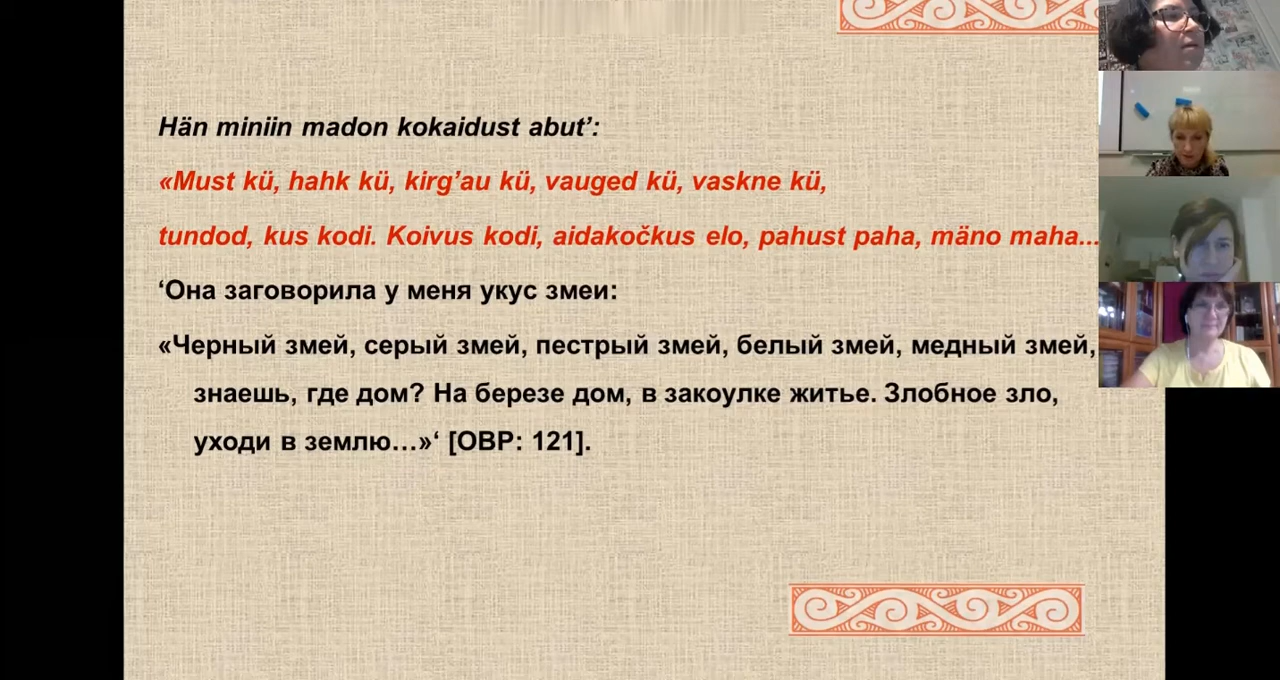 Hän miniin madon kokaidust abut’:
«Must kü, hahk kü, kirg’au kü, vauged kü, vaskne kü,
tundod, kus kodi. Koivus kodi, aidakočkus elo, pahust paha, mäno maha...
‘Она заговорила у меня укус змеи:
«Черный змей, серый змей, пестрый змей, белый змей, медный змей,
знаешь, где дом? На березе дом, в закоулке житье. Злобное зло,
уходи в землю…»‘ [ОВР: 121].